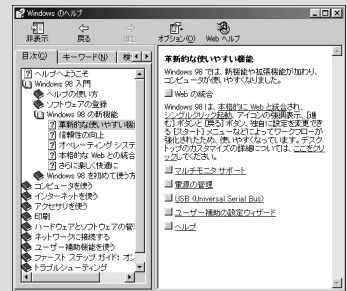 Windows のヘルプ
非表示
戻る
進む
オプション(O)
Web ヘルプ
目次(C)
キーワード(N)
検
ヘルプへようこそ
Windows 98 入門
ヘルプの使い方
ソフトウェアの登録
Windows 98 の新機能
革新的な使いやすい機
信頼性の向上
オペレーティング システ
本格的な Web との統合
さらに楽しく快適に
Windows 98 を初めて使う方
コンピュータを使う
インターネットを使う
アクセサリを使う
印刷
ハードウェアとソフトウェアの管
ネットワークに接続する
ユーザー補助機能を使う
ファースト ステップ ガイド: オン
トラブルシューティング
革新的な使いやすい機能
Windows 98 では、新機能や拡張機能が加わり、
コンピュータが使いやすくなりました。
Web の統合
Windows 98 は、本格的に Web と統合され、
シングルクリック起動、アイコンの強調表示、[進
む] ボタンと [戻る] ボタン、独自に設定を変更でき
る [スタート] メニューなどによってワークフローが
強化されたため、使いやすくなっています。デスク
トップのカスタマイズの詳細については、ここをクリ
ックしてください。
マルチモニタ サポート
電源の管理
USB (Universal Serial Bus)
ユーザー補助の設定ウィザード
ヘルプ